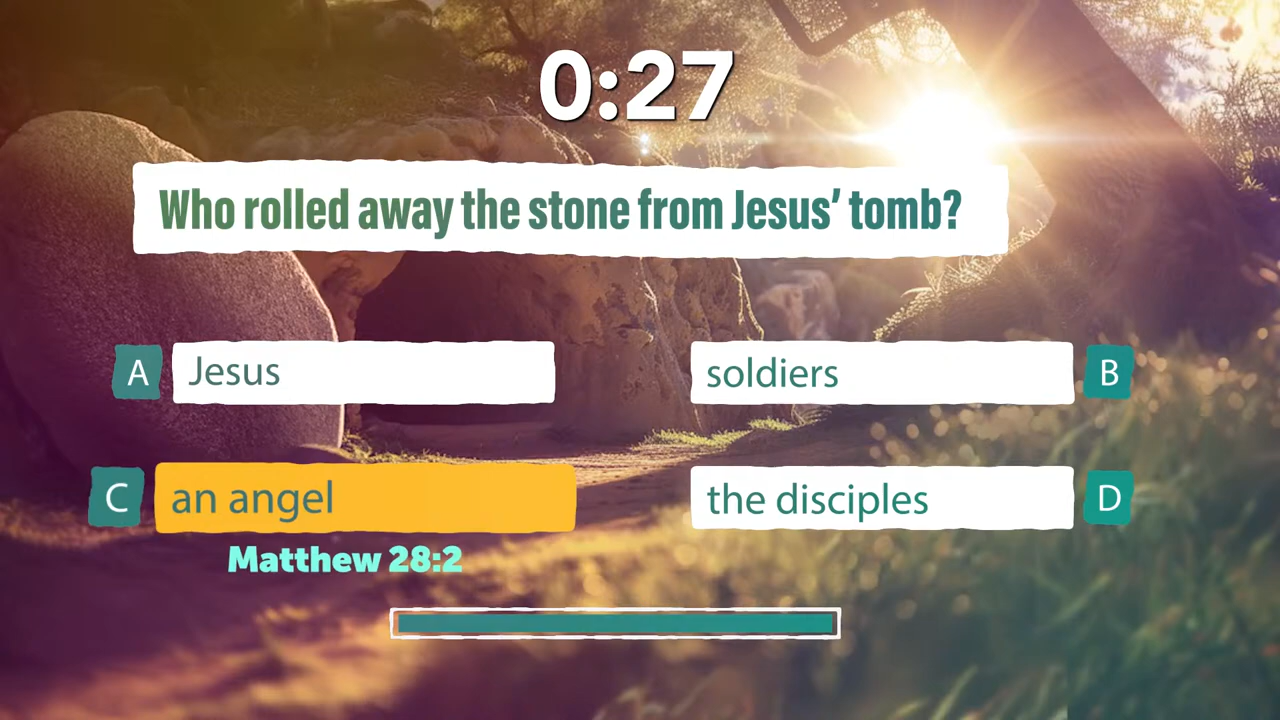 0:27
Who rolled away the stone from Jesus’ tomb?
A Jesus
soldiers B
C an angel
the disciples D
Matthew 28:2